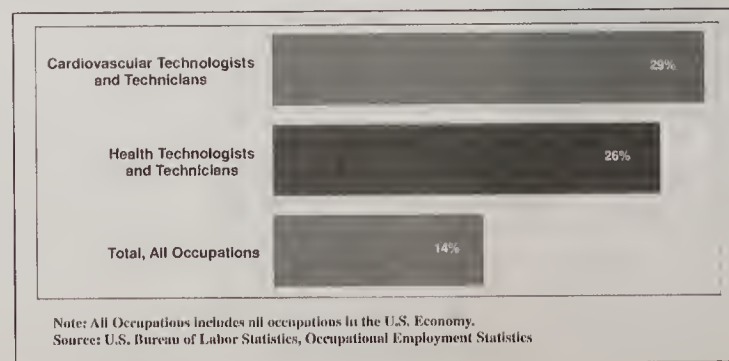 Cardiovascular Technologists
and Technicians
29%
Health Technologists
and Technicians
26%
Total, All Occupations
14%
Note: All Occupations includes all occupations in the U.S. Economy.
Source: U.S. Bureau of Labor Statistics, Occupational Employment Statistics